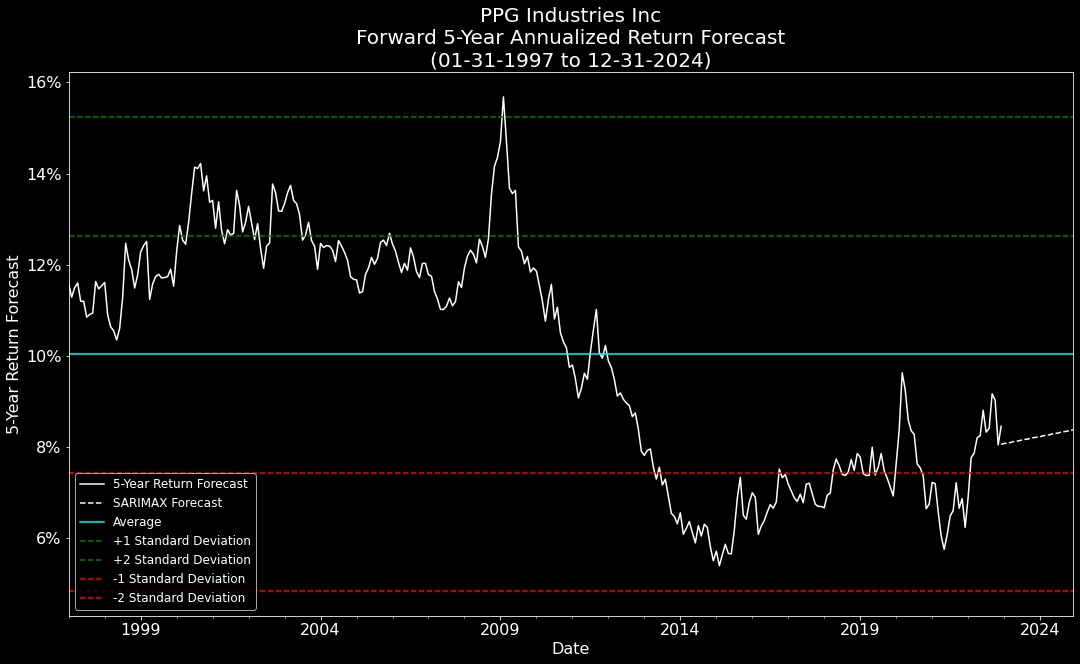 PPG Industries Inc
Forward 5-Year Annualized Return Forecast
(01-31-1997 to 12-31-2024)
5-Year Return Forecast
16%
14%
12%
10%
8%
6%
5-Year Return Forecast
SARIMAX Forecast
Average
+1 Standard Deviation
+2 Standard Deviation
-1 Standard Deviation
-2 Standard Deviation
1999 2004 2009 2014 2019 2024
Date